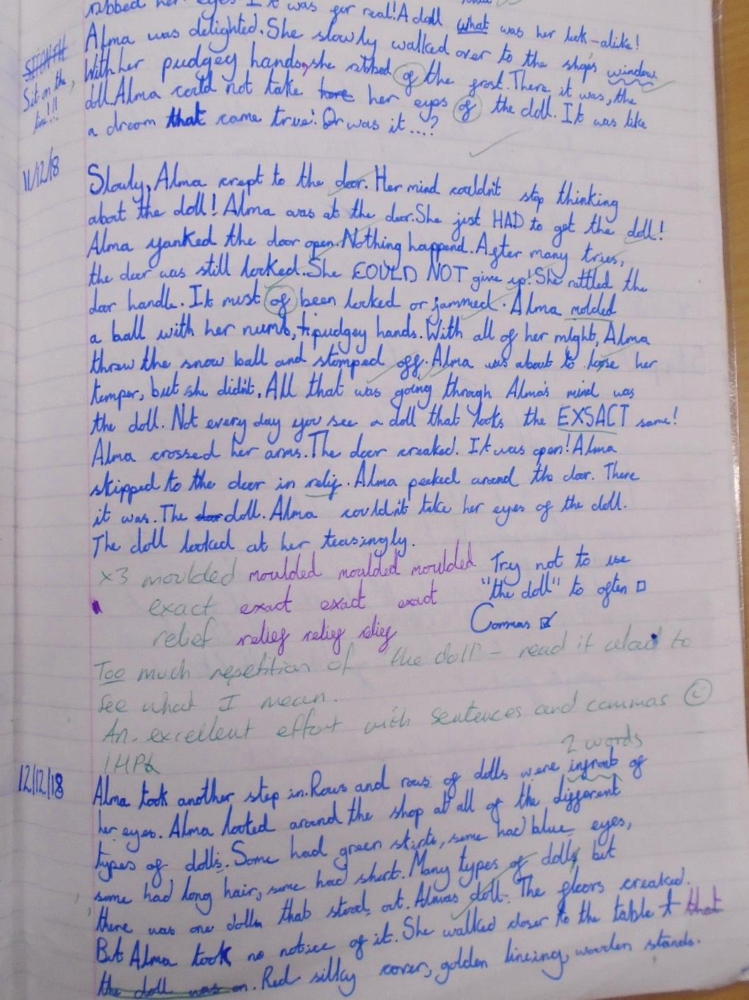 rubbed her eyes. It was for real! A doll what was her look-alike!
Alma was delighted. She slowly walked over to the shops window
With her pudgey hands, she rubbed of the frost. There it was, the
doll. Alma could not take here her eyes of the doll. It was like
a dream that came true! Or was it...?
SIT ON TH
Sit on the
line!!!
11/12/18
Slowly, Alma crept to the door. Her mind couldn't stop thinking
about the doll! Alma was at the door. She just HAD to get the doll!
Alma yanked the door open. Nothing happend. After many tries,
the door was still locked. She COULD NOT give up! She rattled the
door handle. It must of been locked or jammed. Alma molded
a ball with her numb, pudgey hands. With all of her might, Alma
threw the snow ball and stomped off. Alma was about to lose her
temper, but she didn't. All that was going through Alma's mind was
the doll. Not every day you see a doll that looks the EXSACT same!
Alma crossed her arms. The door creaked. It was open! Alma
skipped to the door in relif. Alma peeked around the door. There
it was. The door doll. Alma couldn't take her eyes of the doll.
The doll looked at her teasingly.
x3 moulded moulded moulded moulded
exact exact exact exact
relief relief relief relief
Try not to use
"the doll" to often
Commas
Too much repetition of "the doll" - read it aloud to
see what I mean.
An excellent effort with sentences and commas
1HP
2 words
12/12/18
Alma took another step in. Rows and rows of dolls were infront of
her eyes. Alma looked around the shop at all of the different
types of dolls. Some had green skirts, some had blue eyes,
some had long hair, some had short. Many types of dolls but
there was one dolls that stood out. Almas doll. The floors creaked.
But Alma took no notice of it. She walked closer to the table that
the doll was on. Red silky cover, golden lineing, wooden stands.